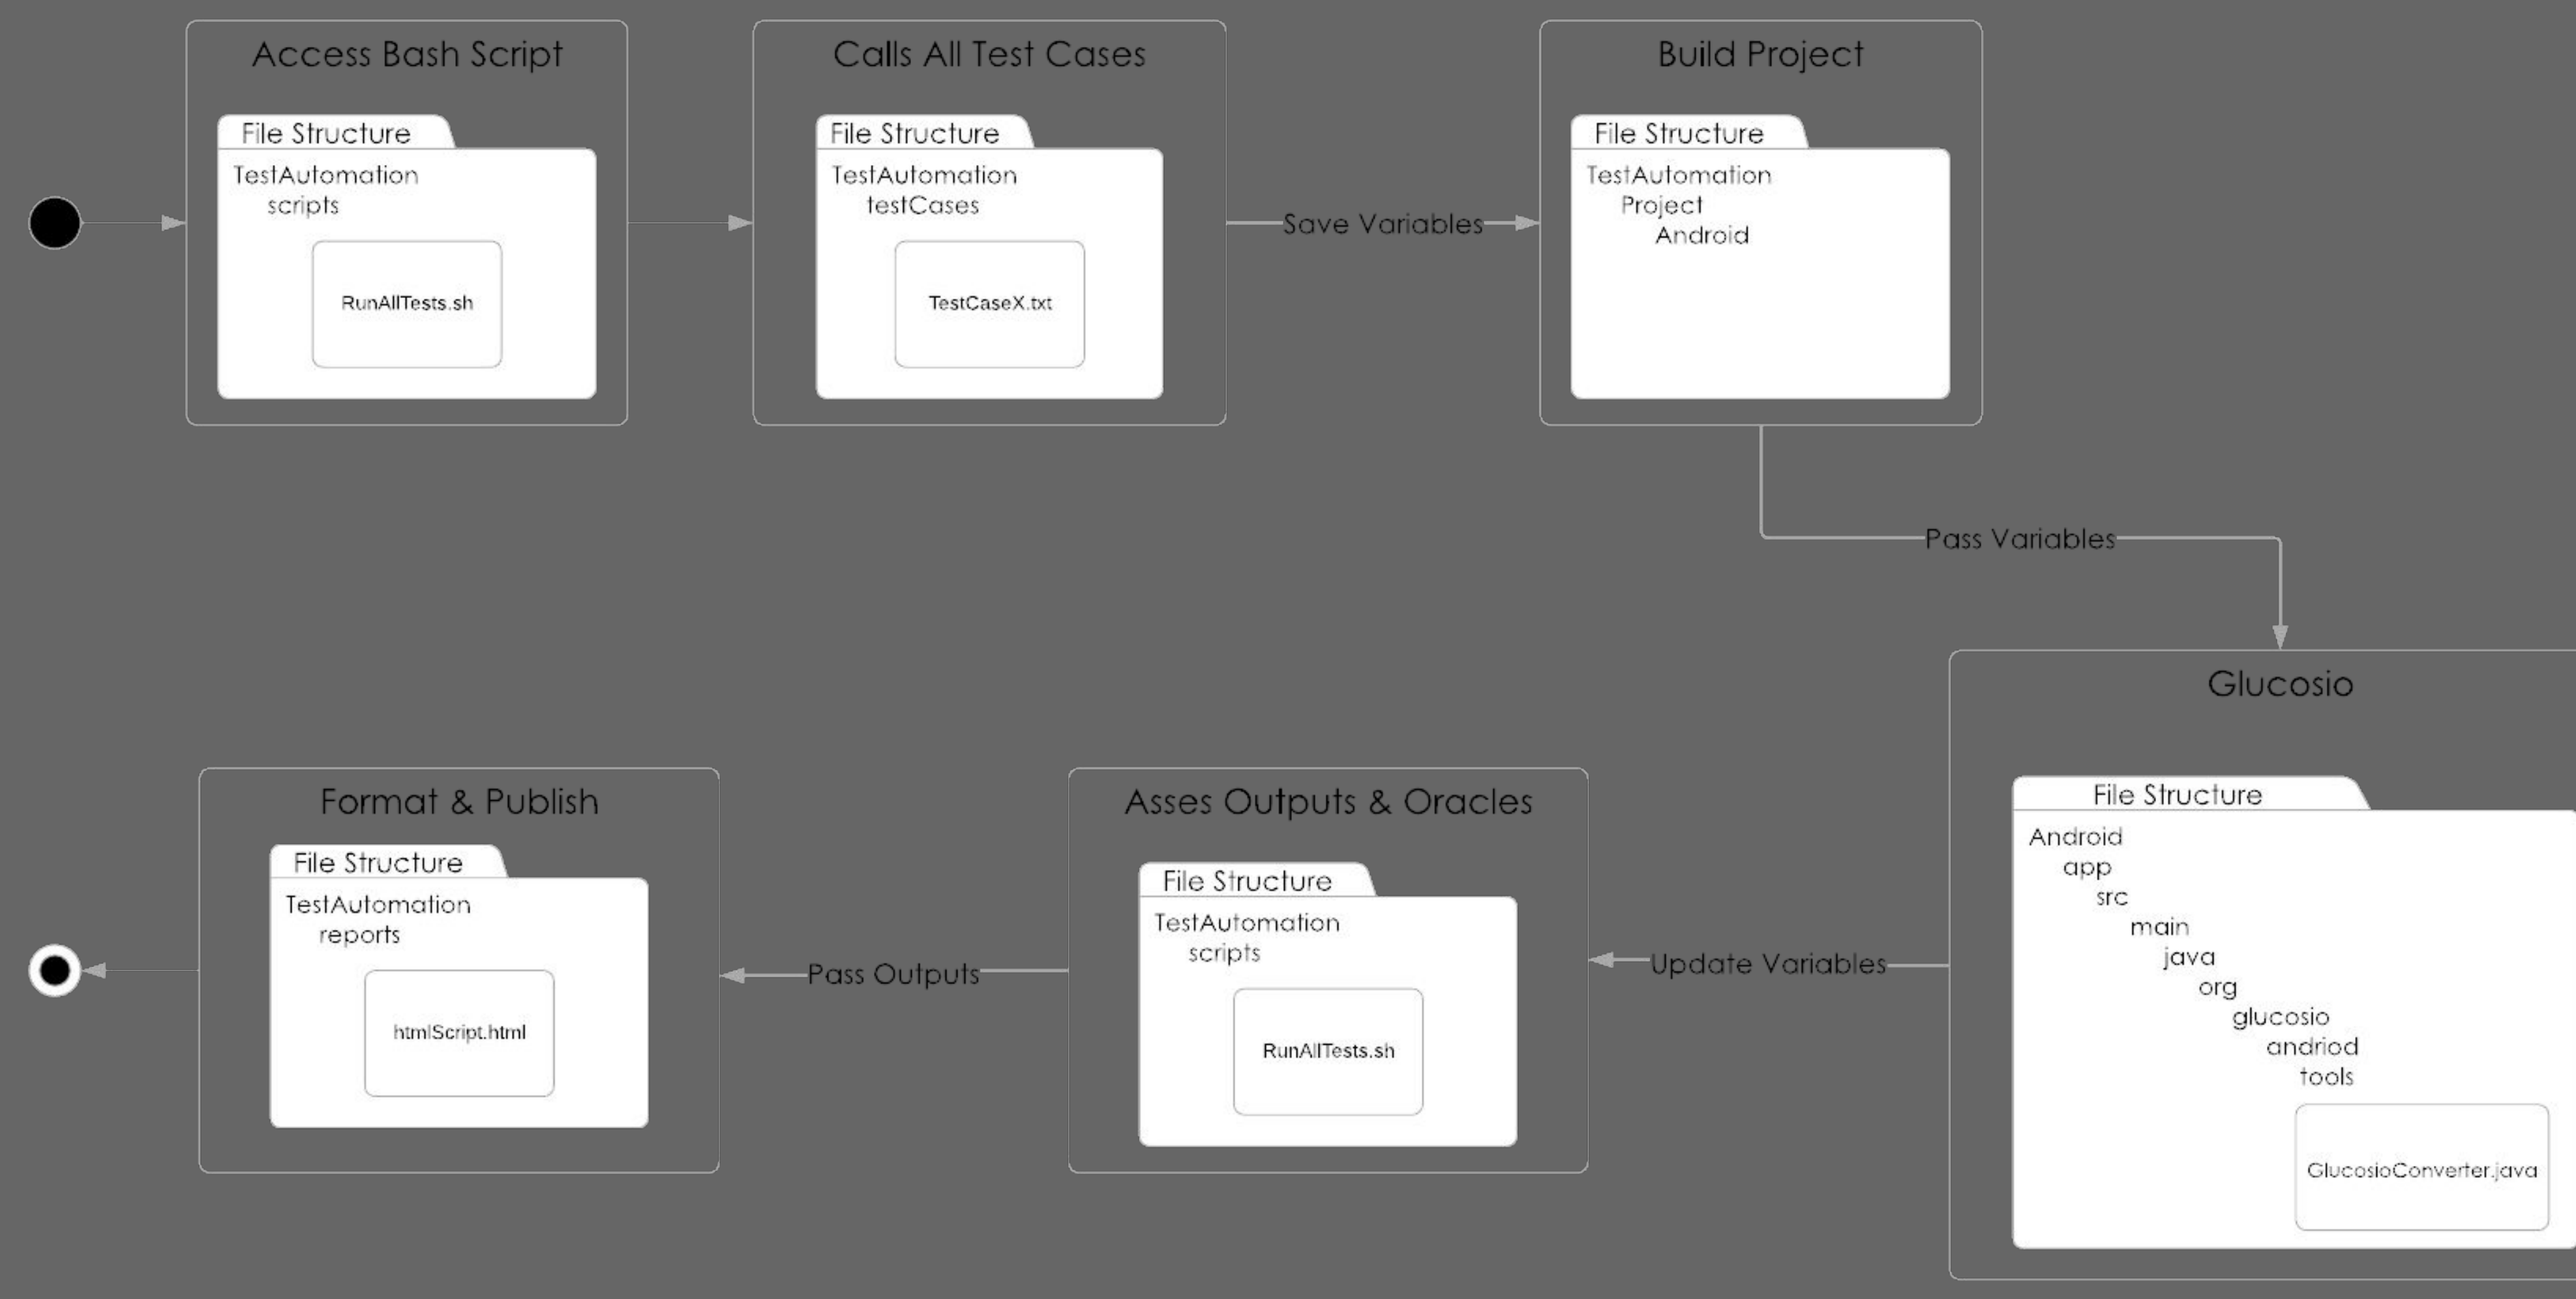 Access Bash Script
File Structure
TestAutomation
scripts
RunAllTests.sh
Calls All Test Cases
File Structure
TestAutomation
testCases
TestCaseX.txt
Save Variables
Build Project
File Structure
TestAutomation
Project
Android
Pass Variables
Glucosio
File Structure
Android
app
src
main
java
org
glucosio
andriod
tools
GlucosioConverter.java
Update Variables
Asses Outputs & Oracles
File Structure
TestAutomation
scripts
RunAllTests.sh
Pass Outputs
Format & Publish
File Structure
TestAutomation
reports
htmlScript.html